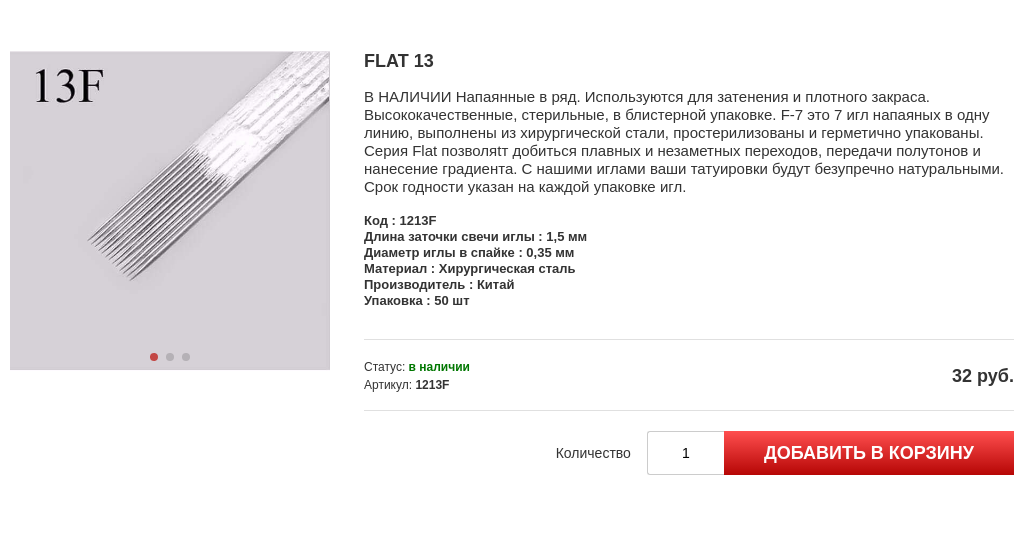 13F
FLAT 13
В НАЛИЧИИ Напаянные в ряд. Используются для затенения и плотного закраса.
Высококачественные, стерильные, в блистерной упаковке. F-7 это 7 игл напаяных в одну
линию, выполнены из хирургической стали, простерилизованы и герметично упакованы.
Серия Flat позволятт добиться плавных и незаметных переходов, передачи полутонов и
нанесение градиента. С нашими иглами ваши татуировки будут безупречно натуральными.
Срок годности указан на каждой упаковке игл.
Код : 1213F
Длина заточки свечи иглы : 1,5 мм
Диаметр иглы в спайке : 0,35 мм
Материал : Хирургическая сталь
Производитель : Китай
Упаковка : 50 шт
Статус: в наличии
Артикул: 1213F
32 руб.
Количество 1 ДОБАВИТЬ В КОРЗИНУ